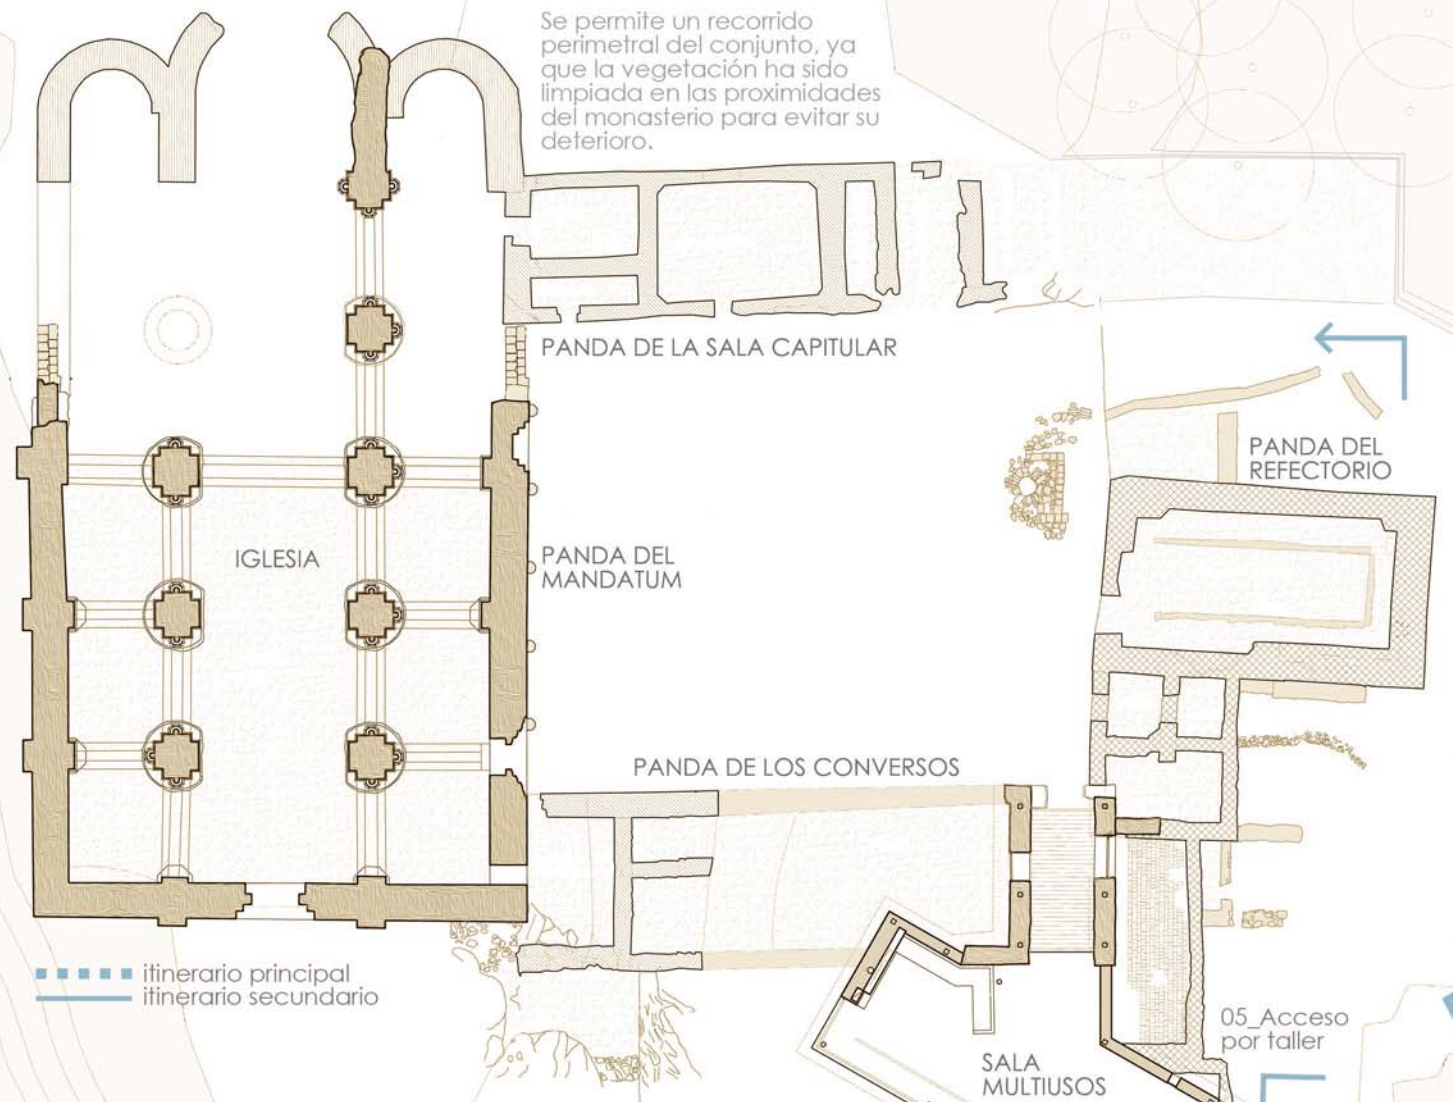 Se permite un recorrido
perimetral del conjunto, ya
que la vegetación ha sido
limpiada en las proximidades
del monasterio para evitar su
deterioro.
PANDA DE LA SALA CAPITULAR
PANDA DEL
REFECTORIO
IGLESIA
PANDA DEL
MANDATUM
PANDA DE LOS CONVERSOS
itinerario principal
itinerario secundario
05_Acceso
por taller
SALA
MULTIUSOS